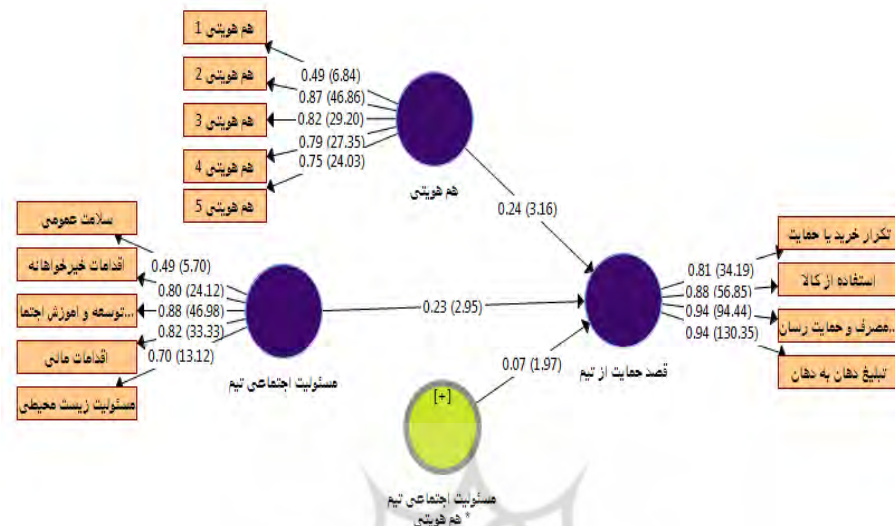 هم هویتی 1
هم هویتی 2
هم هویتی 3
هم هویتی 4
هم هویتی 5
0.49 (6.84)
0.87 (46.86)
0.82 (29.20)
0.79 (27.35)
0.75 (24.03)
هم هویتی
0.24 (3.16)
سلامت عمومی
اقدامات خیرخواهانه
توسعه و اموزش اجتما...
اقدامات مالی
مسئولیت زیست محیطی
0.49 (5.70)
0.80 (24.12)
0.88 (46.98)
0.82 (33.33)
0.70 (13.12)
مسئولیت اجتماعی تیم
0.23 (2.95)
0.07 (1.97)
قصد حمایت از تیم
0.81 (34.19)
0.88 (56.85)
0.94 (94.44)
0.94 (130.35)
تکرار خرید یا حمایت
استفاده از کالا
مصرف و حمایت رسان...
تبلیغ دهان به دهان
[+]
مسئولیت اجتماعی تیم
* هم هویتی